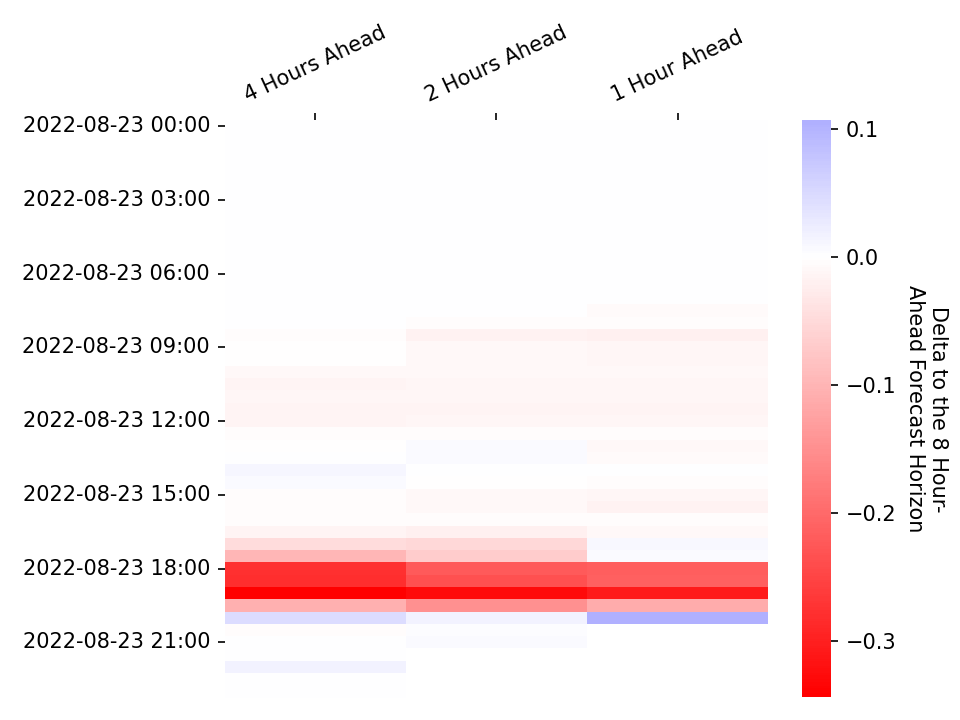 4 Hours Ahead
2 Hours Ahead
1 Hour Ahead
2022-08-23 00:00
2022-08-23 03:00
2022-08-23 06:00
2022-08-23 09:00
2022-08-23 12:00
2022-08-23 15:00
2022-08-23 18:00
2022-08-23 21:00
0.1
0.0
−0.1
−0.2
−0.3
Delta to the 8 Hour-
Ahead Forecast Horizon